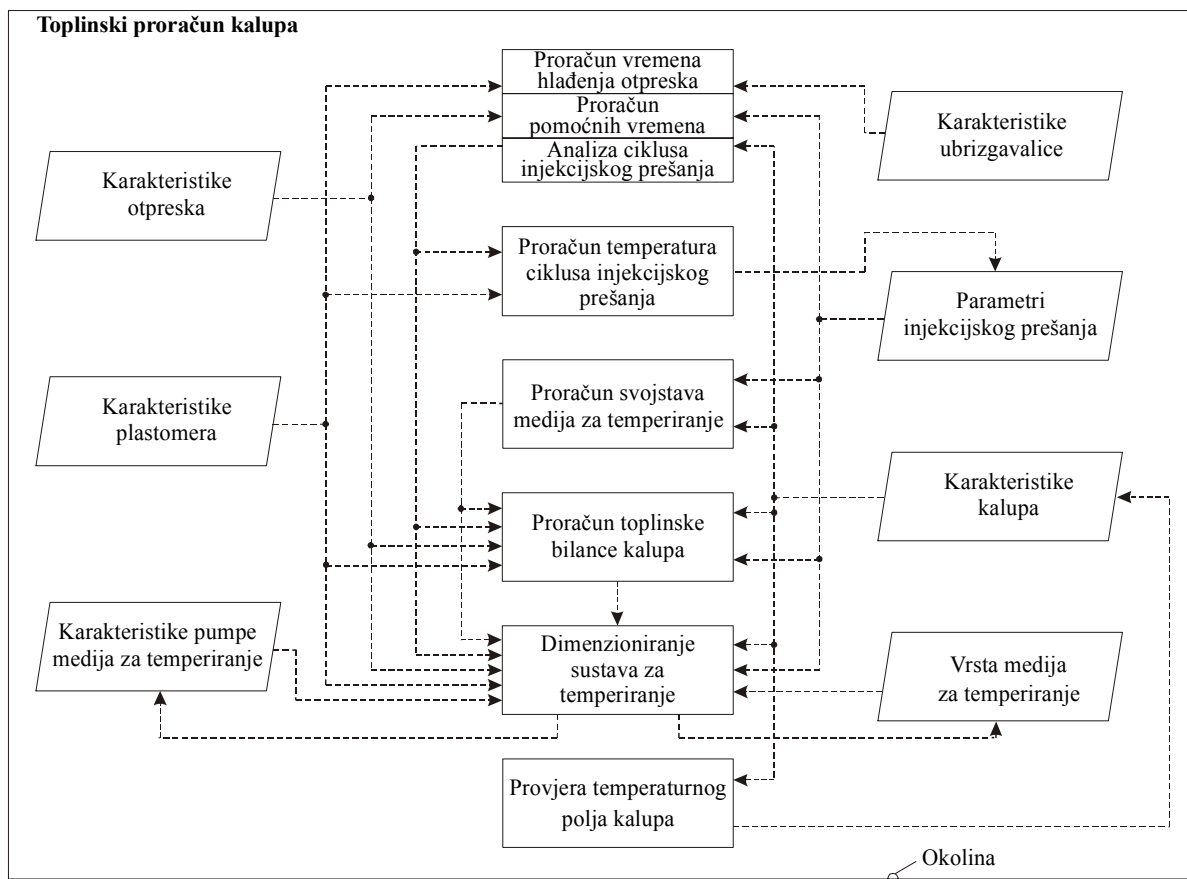 Toplinski proračun kalupa
Proračun vremena
hlađenja otpreska
Proračun
pomoćnih vremena
Analiza ciklusa
injekcijskog prešanja
Karakteristike
ubrizgavalice
Karakteristike
otpreska
Proračun temperatura
ciklusa injekcijskog
prešanja
Parametri
injekcijskog prešanja
Karakteristike
plastomera
Proračun svojstava
medija za temperiranje
Karakteristike
kalupa
Proračun toplinske
bilance kalupa
Karakteristike pumpe
medija za temperiranje
Dimenzioniranje
sustava za
temperiranje
Vrsta medija
za temperiranje
Provjera temperaturnog
polja kalupa
Okolina